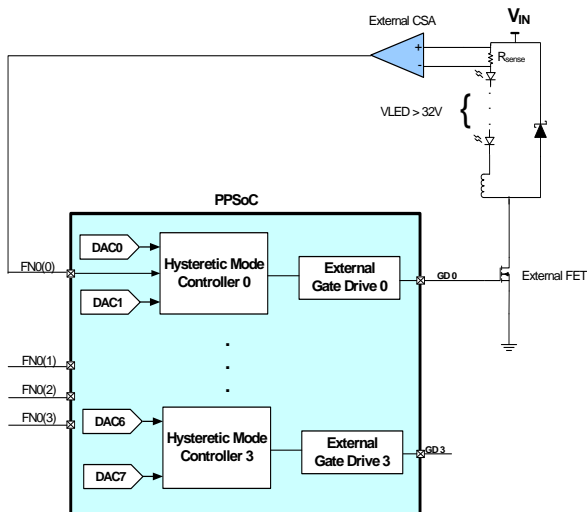 External CSA
VIN
+
-
Rsense
VLED > 32V
{
PPSoC
DAC0
FN0(0)
Hysteretic Mode
Controller 0
External
Gate Drive 0
GD 0
External FET
DAC1
.
.
.
FN0(1)
FN0(2)
FN0(3)
DAC6
Hysteretic Mode
Controller 3
External
Gate Drive 3
GD 3
DAC7